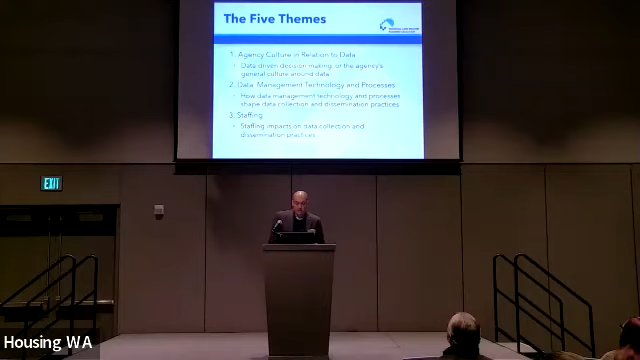 The Five Themes
1. Agency Culture in Relation to Data
• Data driven decision making, or the agency's
general culture around data
2. Data Management Technology and Processes
• How data management technology and processes
shape data collection and dissemination practices
3. Staffing
• Staffing impacts on data collection and
dissemination practices
EXIT
Housing WA